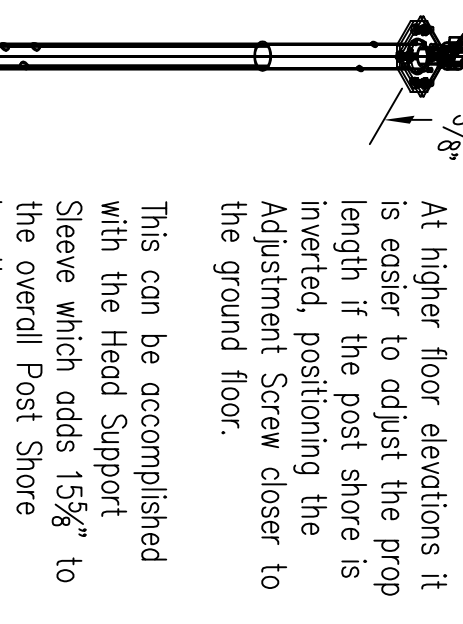 At higher floor elevations it
is easier to adjust the prop
length if the post shore is
inverted, positioning the
Adjustment Screw closer to
the ground floor.
This can be accomplished
with the Head Support
Sleeve which adds 15⅝" to
the overall Post Shore